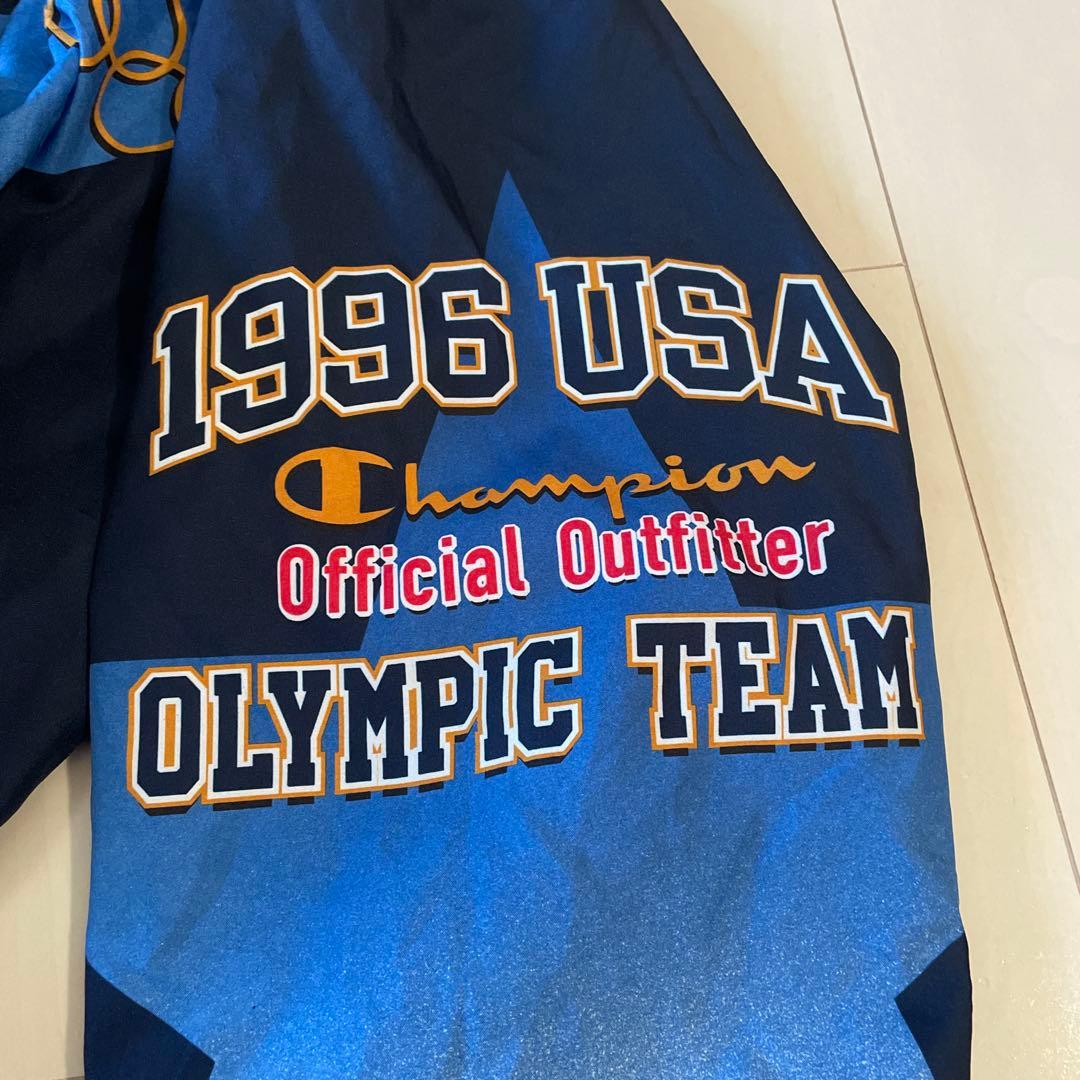 1996 USA
Champion
Official Outfitter
OLYMPIC TEAM